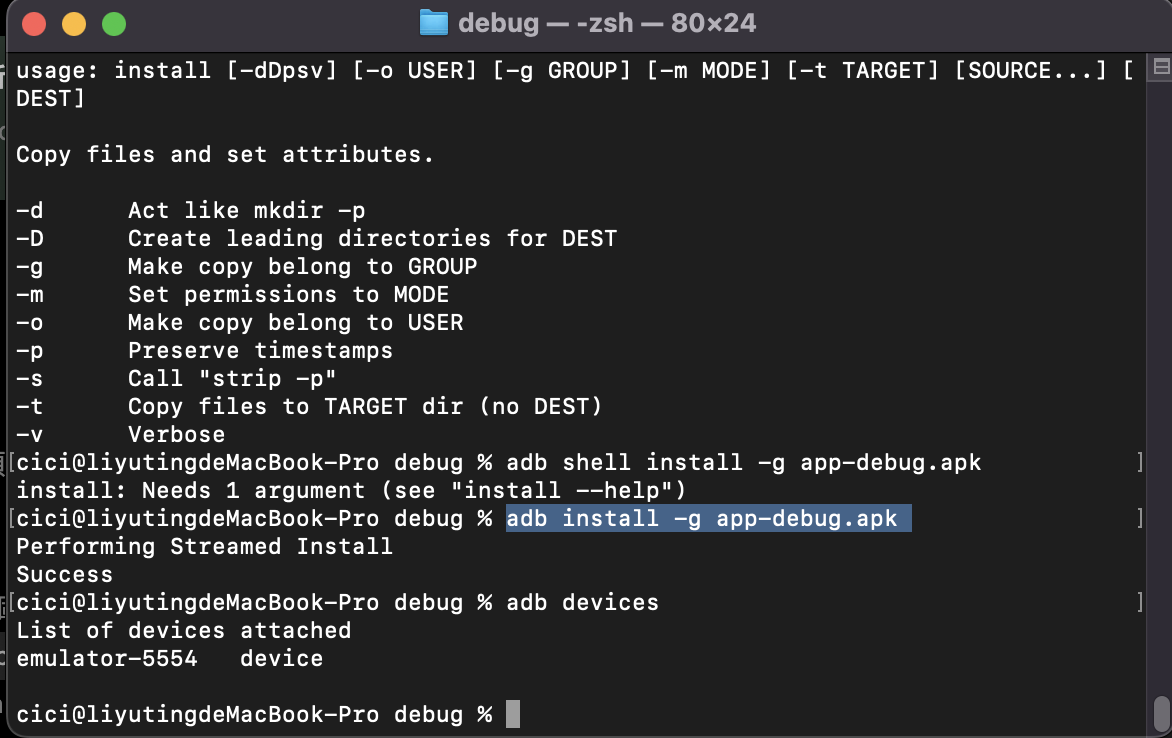 debug — -zsh — 80×24
usage: install [-dDpsv] [-o USER] [-g GROUP] [-m MODE] [-t TARGET] [SOURCE...] [
DEST]
Copy files and set attributes.
-d Act like mkdir -p
-D Create leading directories for DEST
-g Make copy belong to GROUP
-m Set permissions to MODE
-o Make copy belong to USER
-p Preserve timestamps
-s Call "strip -p"
-t Copy files to TARGET dir (no DEST)
-v Verbose
[cici@liyutingdeMacBook-Pro debug % adb shell install -g app-debug.apk ]
install: Needs 1 argument (see "install --help")
[cici@liyutingdeMacBook-Pro debug % adb install -g app-debug.apk ]
Performing Streamed Install
Success
[cici@liyutingdeMacBook-Pro debug % adb devices ]
List of devices attached
emulator-5554 device
cici@liyutingdeMacBook-Pro debug %